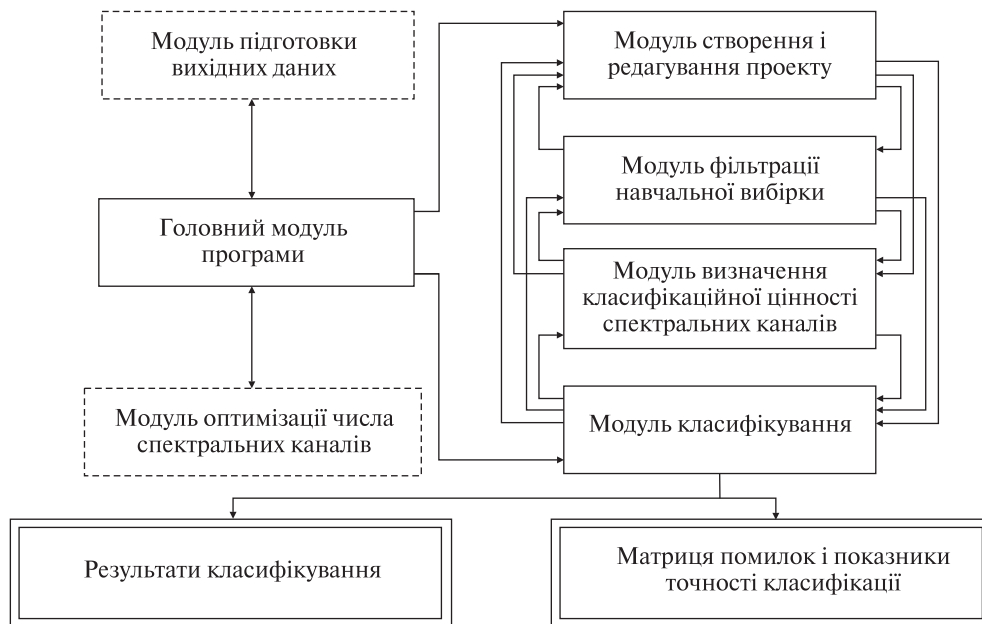 Модуль підготовки
вихідних даних
Модуль створення і
редагування проекту
Модуль фільтрації
навчальної вибірки
Головний модуль
програми
Модуль визначення
класифікаційної цінності
спектральних каналів
Модуль оптимізації числа
спектральних каналів
Модуль класифікування
Результати класифікування
Матриця помилок і показники
точності класифікації